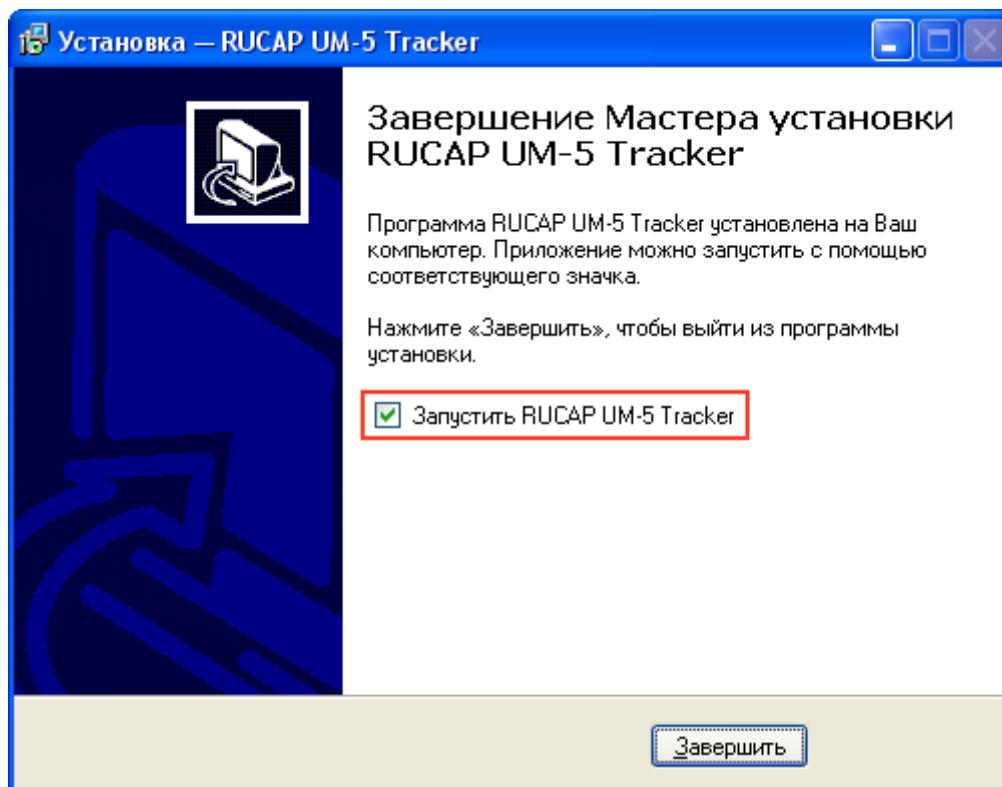 Установка — RUCAP UM-5 Tracker
Завершение Мастера установки
RUCAP UM-5 Tracker
Программа RUCAP UM-5 Tracker установлена на Ваш
компьютер. Приложение можно запустить с помощью
соответствующего значка.
Нажмите «Завершить», чтобы выйти из программы
установки.
Запустить RUCAP UM-5 Tracker
Завершить